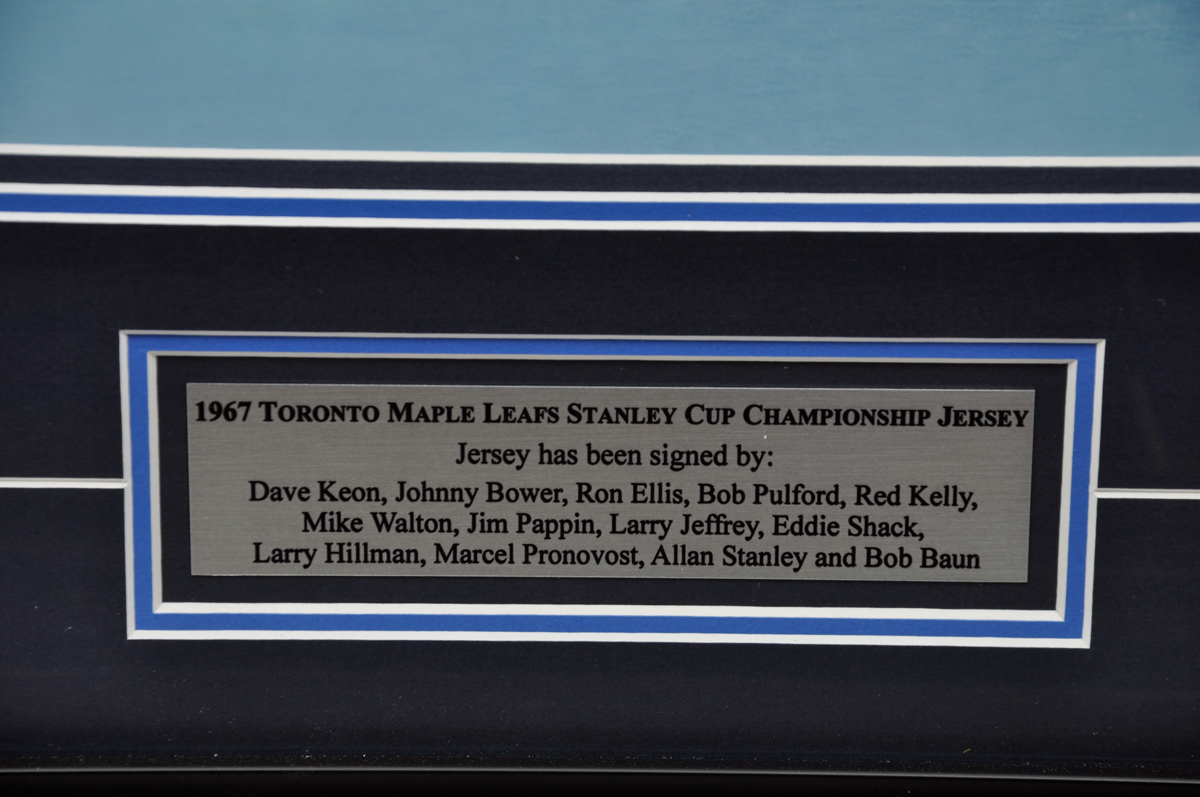 1967 TORONTO MAPLE LEAFS STANLEY CUP CHAMPIONSHIP JERSEY
Jersey has been signed by:
Dave Keon, Johnny Bower, Ron Ellis, Bob Pulford, Red Kelly,
Mike Walton, Jim Pappin, Larry Jeffrey, Eddie Shack,
Larry Hillman, Marcel Pronovost, Allan Stanley and Bob Baun